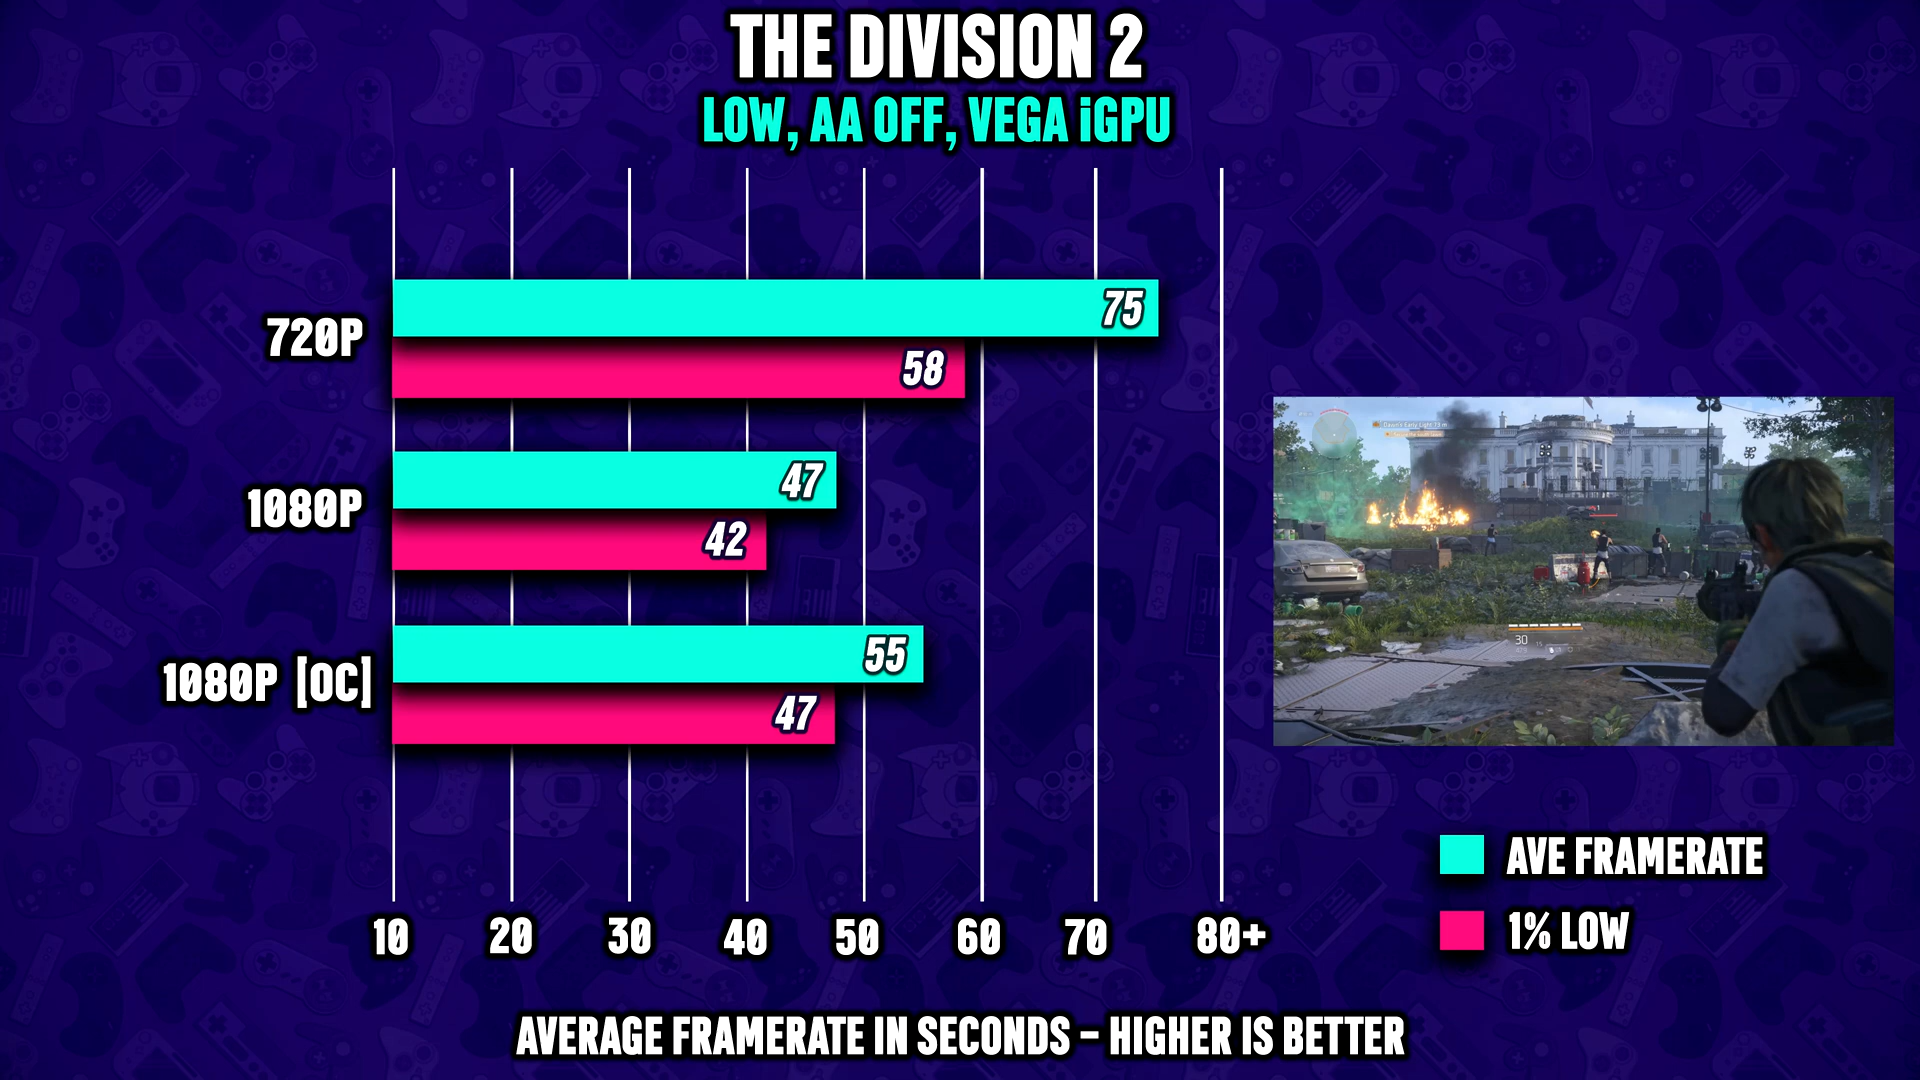 THE DIVISION 2
LOW, AA OFF, VEGA iGPU
720P
75
58
1080P
47
42
1080P [OC]
55
47
10 20 30 40 50 60 70 80+
30
AVE FRAMERATE
1% LOW
AVERAGE FRAMERATE IN SECONDS – HIGHER IS BETTER